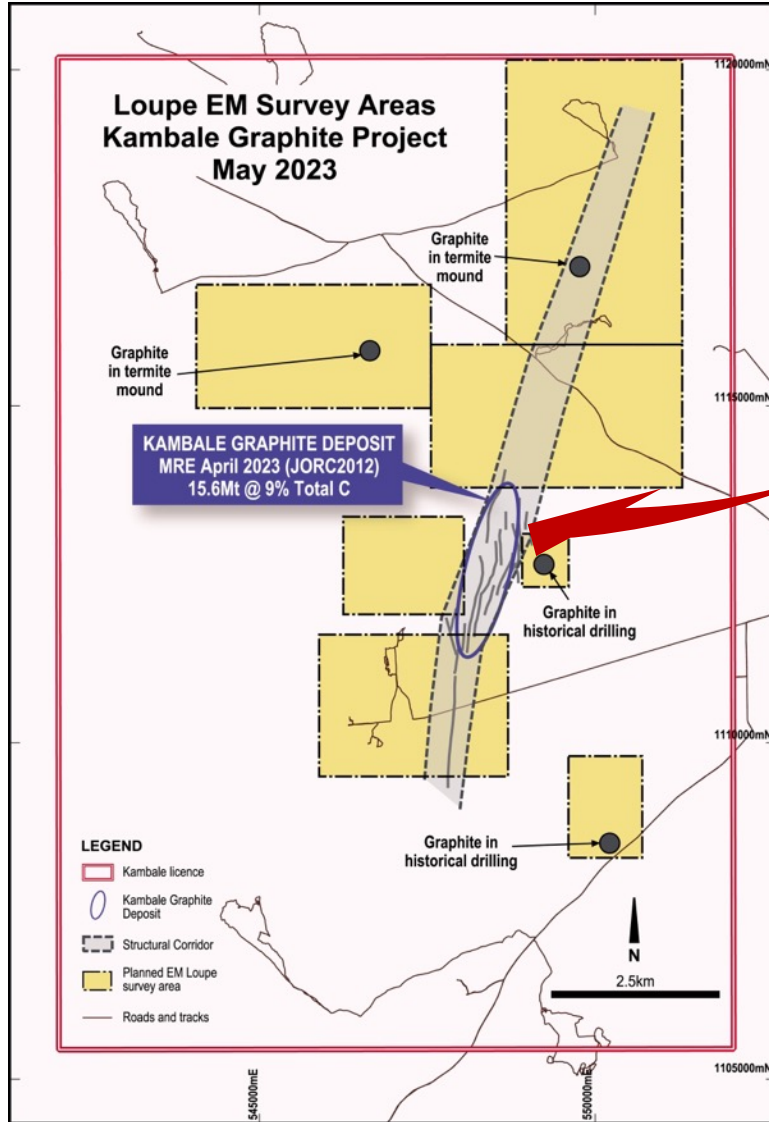 1120000mN
Loupe EM Survey Areas
Kambale Graphite Project
May 2023
Graphite
in termite
mound
Graphite
in termite
mound
1115000mN
KAMBALE GRAPHITE DEPOSIT
MRE April 2023 (JORC2012)
15.6Mt @ 9% Total C
Graphite in
historical drilling
1110000mN
Graphite in
historical drilling
LEGEND
Kambale licence
Kambale Graphite
Deposit
Structural Corridor
Planned EM Loupe
survey area
Roads and tracks
N
2.5km
1105000mN
545000mE
550000mE